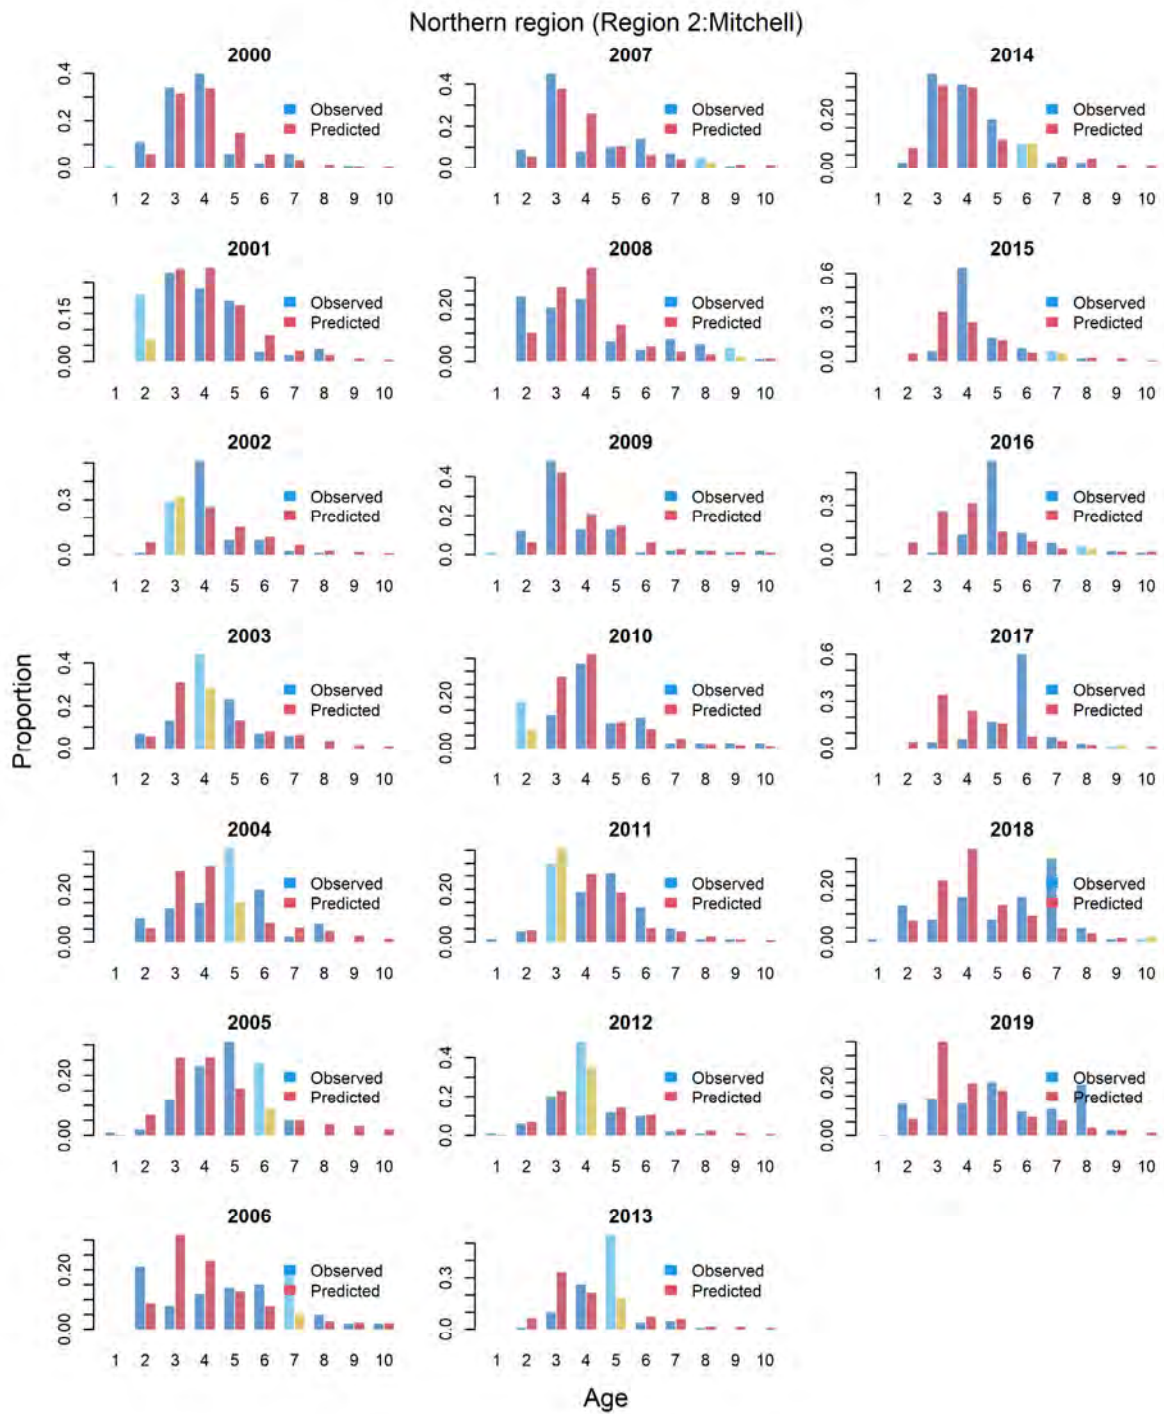 Northern region (Region 2:Mitchell)
Proportion
2000
0.0 0.2 0.4
Observed
Predicted
1 2 3 4 5 6 7 8 9 10
2007
0.0 0.2 0.4
Observed
Predicted
1 2 3 4 5 6 7 8 9 10
2014
0.00 0.20
Observed
Predicted
1 2 3 4 5 6 7 8 9 10
2001
0.00 0.15
Observed
Predicted
1 2 3 4 5 6 7 8 9 10
2008
0.00 0.20
Observed
Predicted
1 2 3 4 5 6 7 8 9 10
2015
0.0 0.3 0.6
Observed
Predicted
1 2 3 4 5 6 7 8 9 10
2002
0.0 0.3
Observed
Predicted
1 2 3 4 5 6 7 8 9 10
2009
0.0 0.2 0.4
Observed
Predicted
1 2 3 4 5 6 7 8 9 10
2016
0.0 0.3
Observed
Predicted
1 2 3 4 5 6 7 8 9 10
2003
0.0 0.2 0.4
Observed
Predicted
1 2 3 4 5 6 7 8 9 10
2010
0.00 0.20
Observed
Predicted
1 2 3 4 5 6 7 8 9 10
2017
0.0 0.3 0.6
Observed
Predicted
1 2 3 4 5 6 7 8 9 10
2004
0.00 0.20
Observed
Predicted
1 2 3 4 5 6 7 8 9 10
2011
0.00 0.20
Observed
Predicted
1 2 3 4 5 6 7 8 9 10
2018
0.00 0.20
Observed
Predicted
1 2 3 4 5 6 7 8 9 10
2005
0.00 0.20
Observed
Predicted
1 2 3 4 5 6 7 8 9 10
2012
0.0 0.2 0.4
Observed
Predicted
1 2 3 4 5 6 7 8 9 10
2019
0.00 0.20
Observed
Predicted
1 2 3 4 5 6 7 8 9 10
2006
0.00 0.20
Observed
Predicted
1 2 3 4 5 6 7 8 9 10
2013
0.0 0.3
Observed
Predicted
1 2 3 4 5 6 7 8 9 10
Age